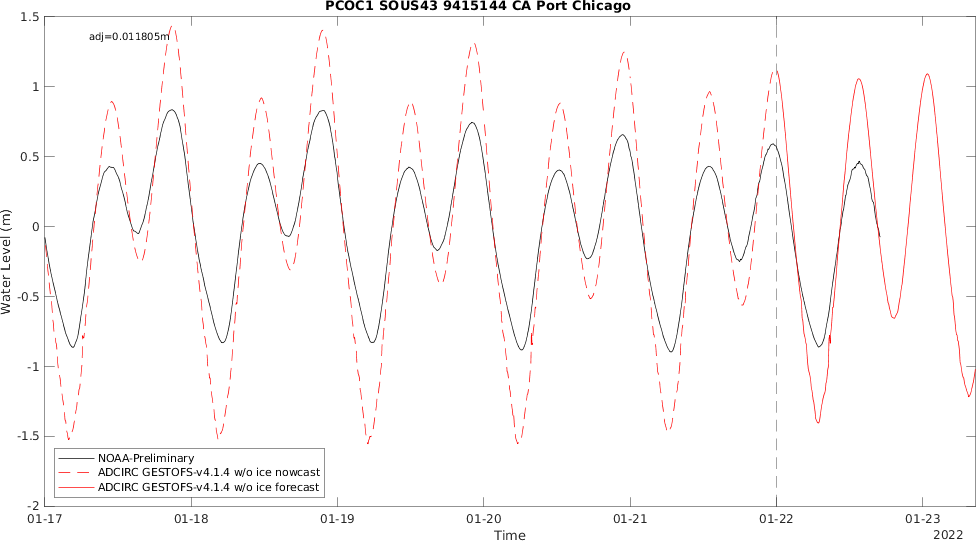 PCOC1 SOUS43 9415144 CA Port Chicago
adj=0.011805m
1.5
1
0.5
0
-0.5
-1
-1.5
-2
Water Level (m)
NOAA-Preliminary
ADCIRC GESTOFS-v4.1.4 w/o ice nowcast
ADCIRC GESTOFS-v4.1.4 w/o ice forecast
01-17 01-18 01-19 01-20 01-21 01-22 01-23
Time
2022